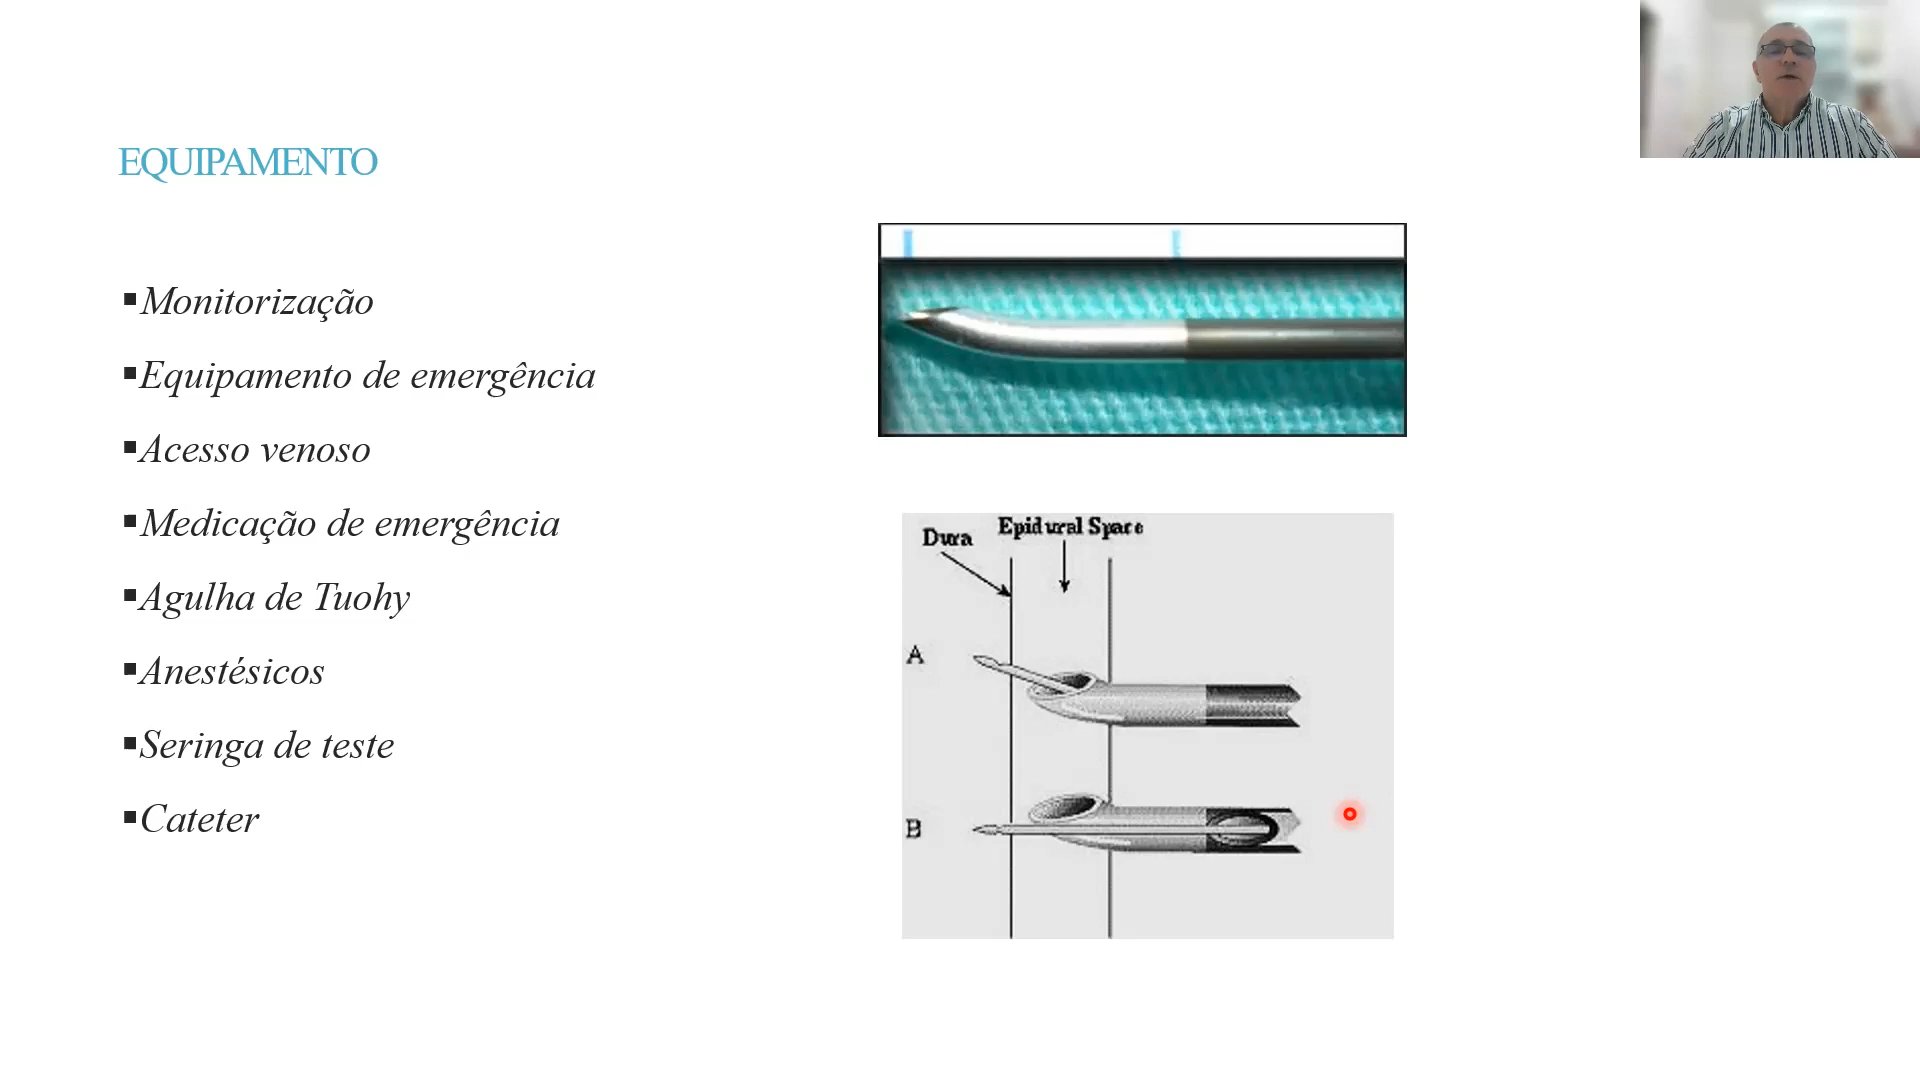 EQUIPAMENTO
▪Monitorização
▪Equipamento de emergência
▪Acesso venoso
▪Medicação de emergência
▪Agulha de Tuohy
▪Anestésicos
▪Seringa de teste
▪Cateter
Dura
Epidural Space
A
B